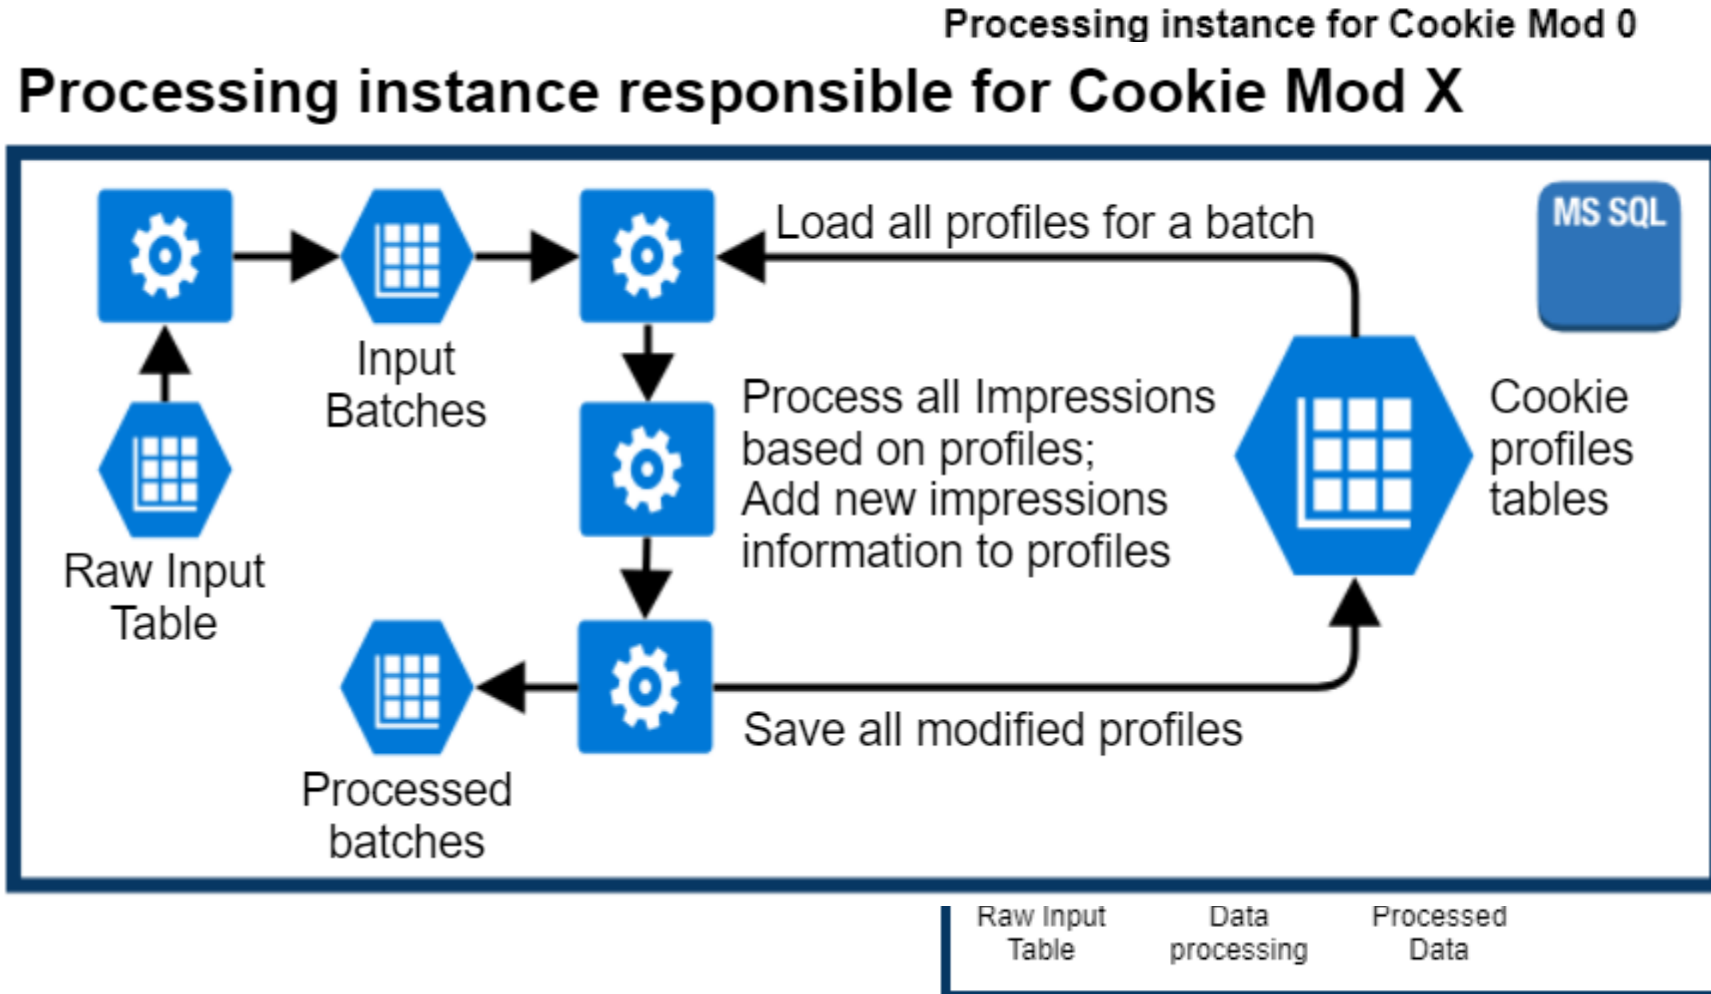 Processing instance for Cookie Mod 0
Processing instance responsible for Cookie Mod X
MS SQL
Load all profiles for a batch
Input
Batches
Process all Impressions
based on profiles;
Add new impressions
information to profiles
Cookie
profiles
tables
Raw Input
Table
Save all modified profiles
Processed
batches
Raw Input
Table
Data
processing
Processed
Data